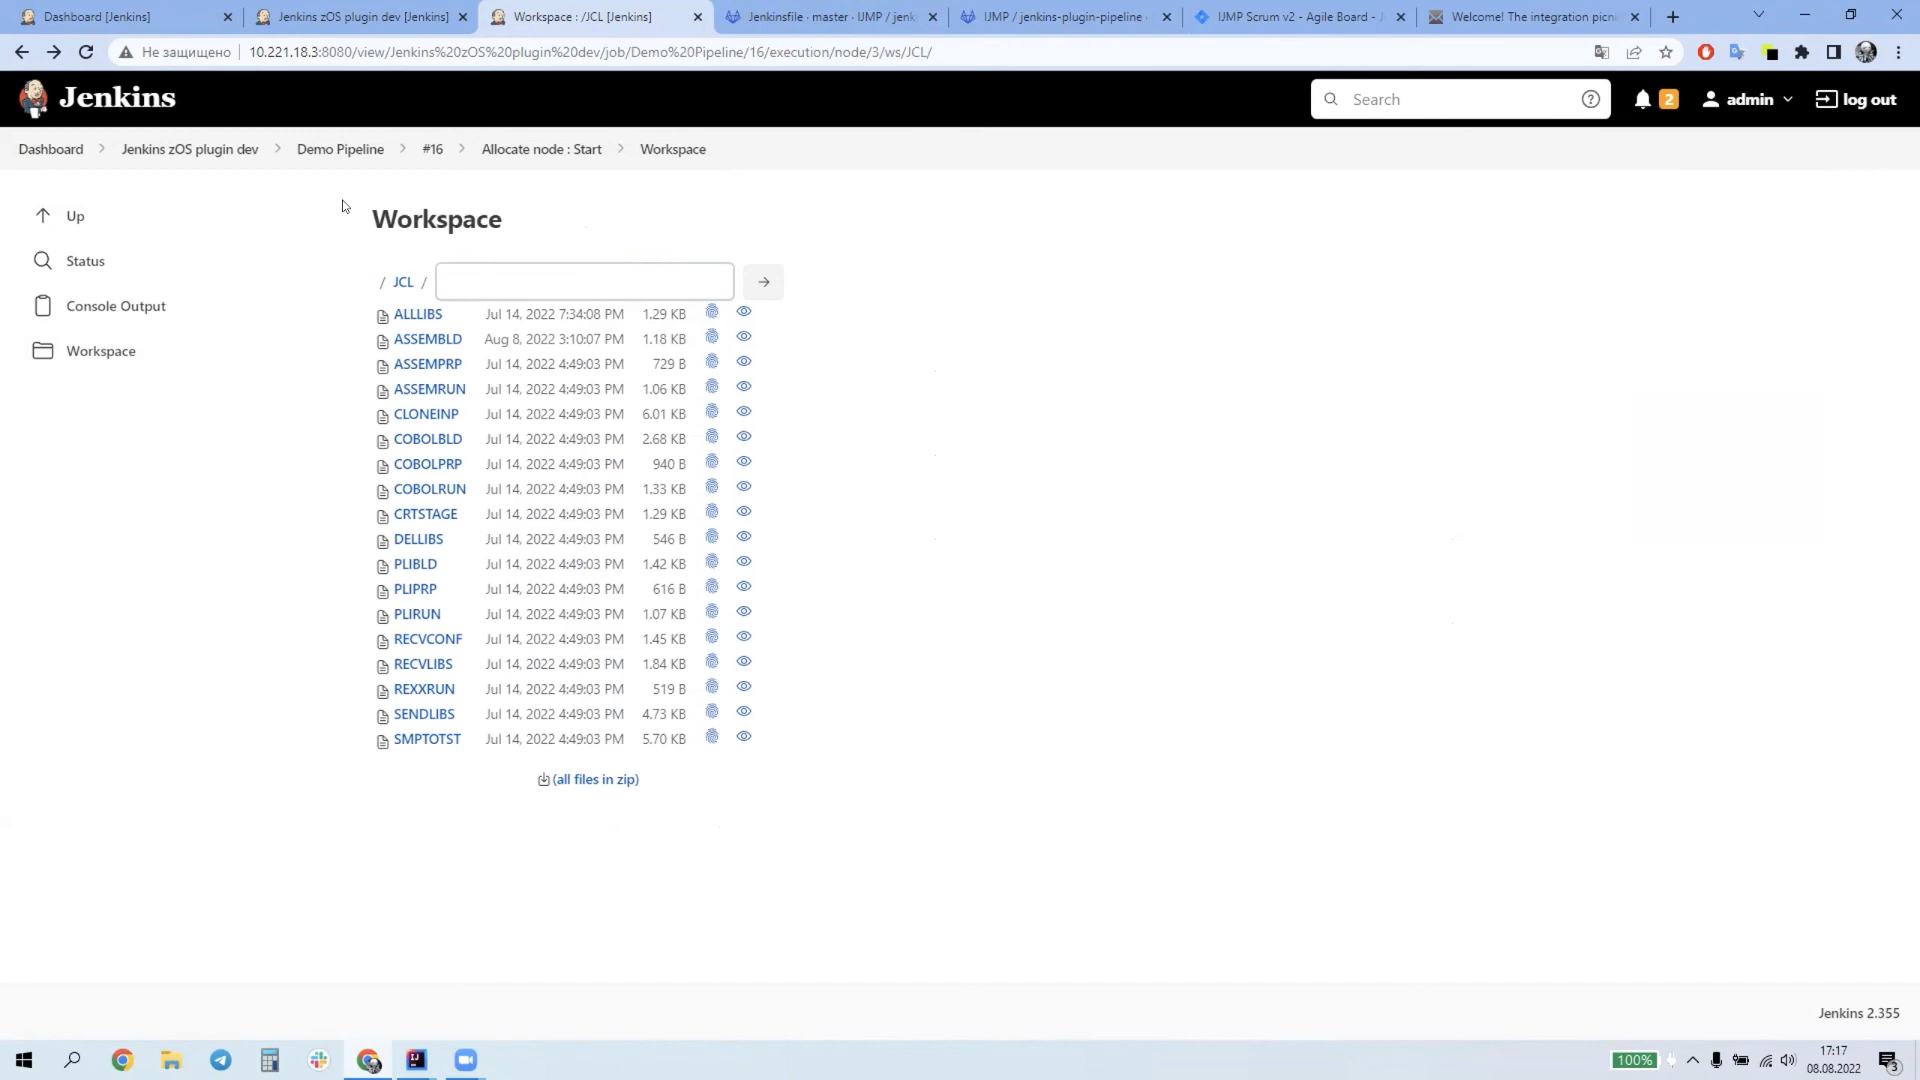 Dashboard [Jenkins]
Jenkins zOS plugin dev [Jenkins]
Workspace : /JCL [Jenkins]
Jenkinsfile · master · IJMP / jenk
IJMP / jenkins-plugin-pipeline
IJMP Scrum v2 - Agile Board - J
Welcome! The integration picni
Не защищено
10.221.18.3:8080/view/Jenkins%20zOS%20plugin%20dev/job/Demo%20Pipeline/16/execution/node/3/ws/JCL/
Jenkins
Search
2
admin
log out
Dashboard
Jenkins zOS plugin dev
Demo Pipeline
#16
Allocate node : Start
Workspace
Up
Status
Console Output
Workspace
Workspace
/ JCL /
ALLLIBS Jul 14, 2022 7:34:08 PM 1.29 KB
ASSEMBLD Aug 8, 2022 3:10:07 PM 1.18 KB
ASSEMPRP Jul 14, 2022 4:49:03 PM 729 B
ASSEMRUN Jul 14, 2022 4:49:03 PM 1.06 KB
CLONEINP Jul 14, 2022 4:49:03 PM 6.01 KB
COBOLBLD Jul 14, 2022 4:49:03 PM 2.68 KB
COBOLPRP Jul 14, 2022 4:49:03 PM 940 B
COBOLRUN Jul 14, 2022 4:49:03 PM 1.33 KB
CRTSTAGE Jul 14, 2022 4:49:03 PM 1.29 KB
DELLIBS Jul 14, 2022 4:49:03 PM 546 B
PLIBLD Jul 14, 2022 4:49:03 PM 1.42 KB
PLIPRP Jul 14, 2022 4:49:03 PM 616 B
PLIRUN Jul 14, 2022 4:49:03 PM 1.07 KB
RECVCONF Jul 14, 2022 4:49:03 PM 1.45 KB
RECVLIBS Jul 14, 2022 4:49:03 PM 1.84 KB
REXXRUN Jul 14, 2022 4:49:03 PM 519 B
SENDLIBS Jul 14, 2022 4:49:03 PM 4.73 KB
SMPTOTST Jul 14, 2022 4:49:03 PM 5.70 KB
(all files in zip)
Jenkins 2.355
100%
17:17
08.08.2022
3